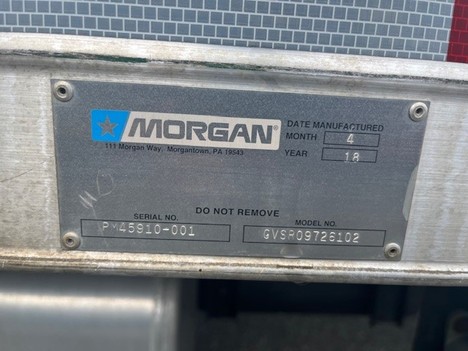 MORGAN
111 Morgan Way, Morgantown, PA 19543
DATE MANUFACTURED
MONTH 4
YEAR 18
DO NOT REMOVE
SERIAL NO. MODEL NO.
PM45910-001 GVSR09726102